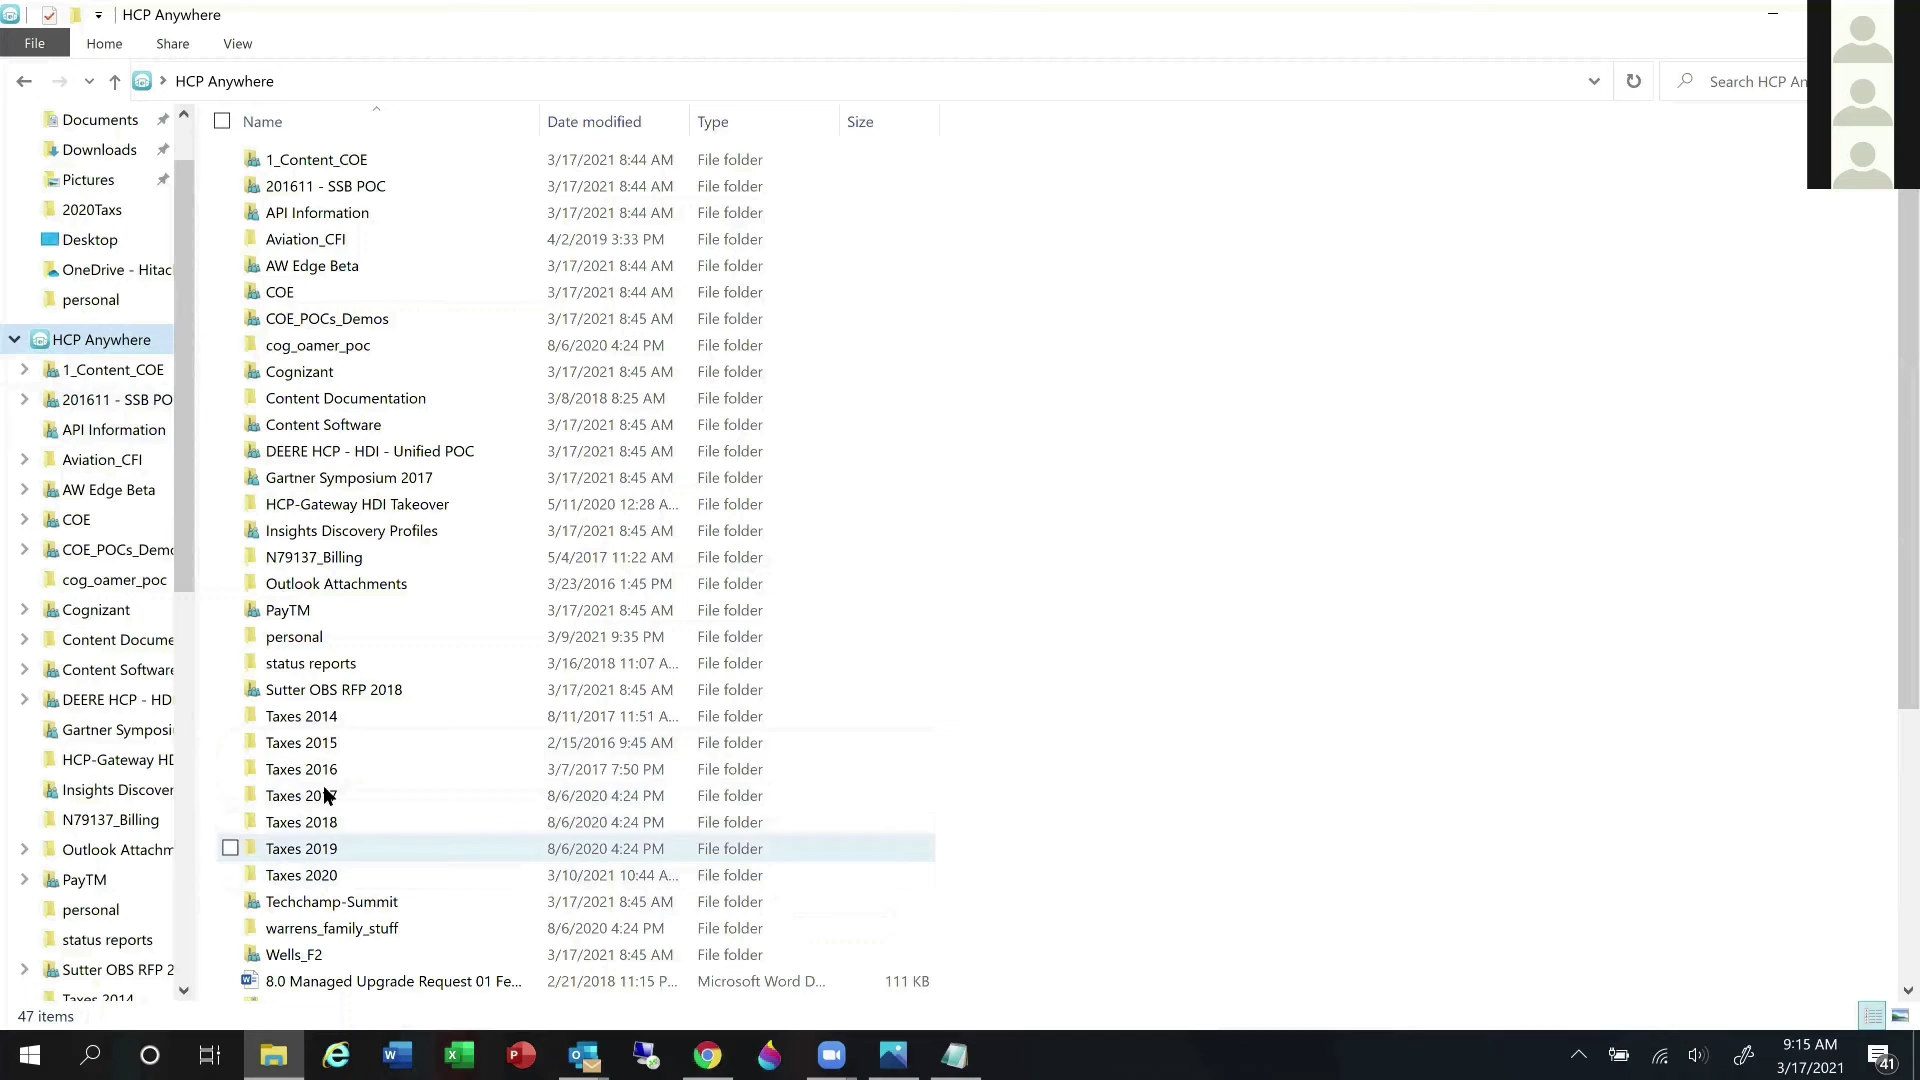 HCP Anywhere
File Home Share View
HCP Anywhere
Search HCP An
Documents
Downloads
Pictures
2020Taxs
Desktop
OneDrive - Hitac
personal
HCP Anywhere
1_Content_COE
201611 - SSB PO
API Information
Aviation_CFI
AW Edge Beta
COE
COE_POCs_Demo
cog_oamer_poc
Cognizant
Content Docume
Content Software
DEERE HCP - HDI
Gartner Symposi
HCP-Gateway HD
Insights Discover
N79137_Billing
Outlook Attachm
PayTM
personal
status reports
Sutter OBS RFP 2
Taxes 2014
Name Date modified Type Size
1_Content_COE 3/17/2021 8:44 AM File folder
201611 - SSB POC 3/17/2021 8:44 AM File folder
API Information 3/17/2021 8:44 AM File folder
Aviation_CFI 4/2/2019 3:33 PM File folder
AW Edge Beta 3/17/2021 8:44 AM File folder
COE 3/17/2021 8:44 AM File folder
COE_POCs_Demos 3/17/2021 8:45 AM File folder
cog_oamer_poc 8/6/2020 4:24 PM File folder
Cognizant 3/17/2021 8:45 AM File folder
Content Documentation 3/8/2018 8:25 AM File folder
Content Software 3/17/2021 8:45 AM File folder
DEERE HCP - HDI - Unified POC 3/17/2021 8:45 AM File folder
Gartner Symposium 2017 3/17/2021 8:45 AM File folder
HCP-Gateway HDI Takeover 5/11/2020 12:28 A... File folder
Insights Discovery Profiles 3/17/2021 8:45 AM File folder
N79137_Billing 5/4/2017 11:22 AM File folder
Outlook Attachments 3/23/2016 1:45 PM File folder
PayTM 3/17/2021 8:45 AM File folder
personal 3/9/2021 9:35 PM File folder
status reports 3/16/2018 11:07 A... File folder
Sutter OBS RFP 2018 3/17/2021 8:45 AM File folder
Taxes 2014 8/11/2017 11:51 A... File folder
Taxes 2015 2/15/2016 9:45 AM File folder
Taxes 2016 3/7/2017 7:50 PM File folder
Taxes 2017 8/6/2020 4:24 PM File folder
Taxes 2018 8/6/2020 4:24 PM File folder
Taxes 2019 8/6/2020 4:24 PM File folder
Taxes 2020 3/10/2021 10:44 A... File folder
Techchamp-Summit 3/17/2021 8:45 AM File folder
warrens_family_stuff 8/6/2020 4:24 PM File folder
Wells_F2 3/17/2021 8:45 AM File folder
8.0 Managed Upgrade Request 01 Fe... 2/21/2018 11:15 P... Microsoft Word D... 111 KB
47 items
9:15 AM
3/17/2021
41